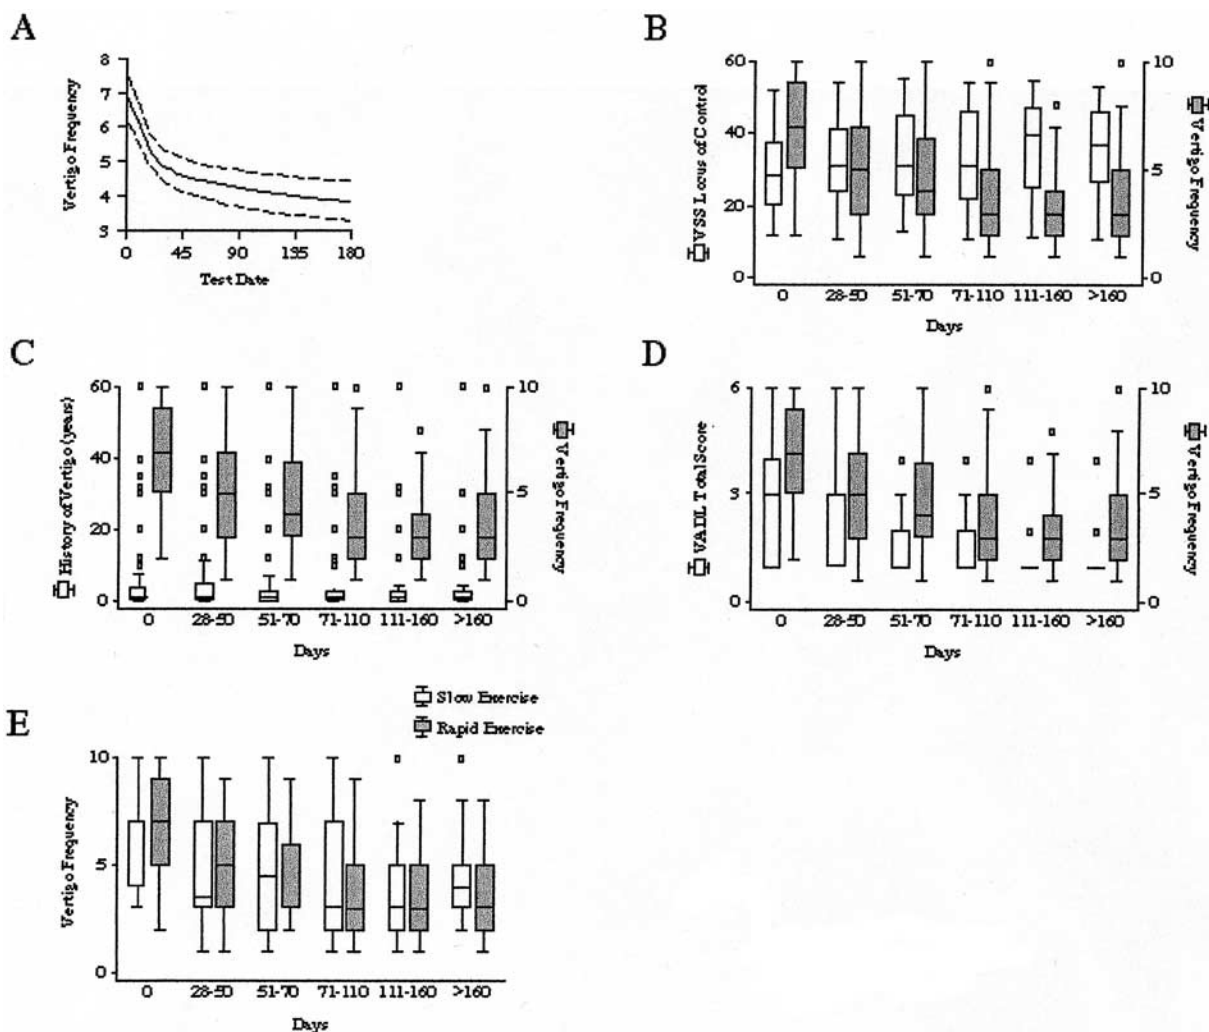 A
8
7
6
5
4
3
Vertigo Frequency
0 45 90 135 180
Test Date
B
60
40
20
0
VSS Locus of Control
10
5
0
Vertigo Frequency
0 28-50 51-70 71-110 111-160 >160
Days
C
60
40
20
0
History of Vertigo (years)
10
5
0
Vertigo Frequency
0 28-50 51-70 71-110 111-160 >160
Days
D
6
3
0
VADL Total Score
10
5
0
Vertigo Frequency
0 28-50 51-70 71-110 111-160 >160
Days
E
Slow Exercise
Rapid Exercise
10
5
0
Vertigo Frequency
0 28-50 51-70 71-110 111-160 >160
Days